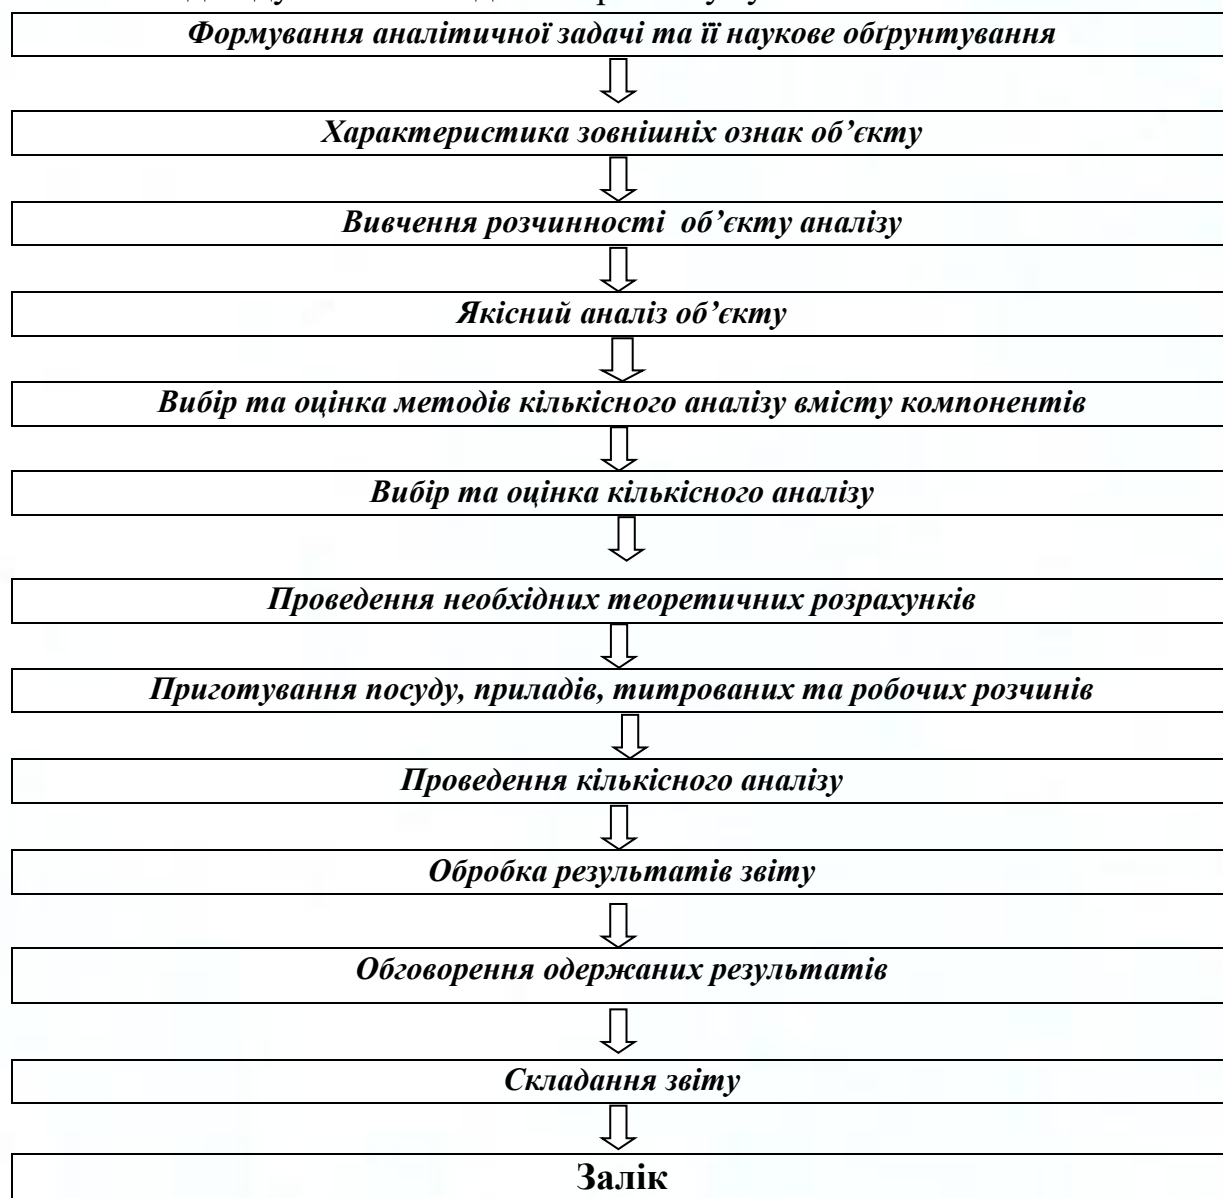 Формування аналітичної задачі та її наукове обґрунтування
Характеристика зовнішніх ознак об’єкту
Вивчення розчинності об’єкту аналізу
Якісний аналіз об’єкту
Вибір та оцінка методів кількісного аналізу вмісту компонентів
Вибір та оцінка кількісного аналізу
Проведення необхідних теоретичних розрахунків
Приготування посуду, приладів, титрованих та робочих розчинів
Проведення кількісного аналізу
Обробка результатів звіту
Обговорення одержаних результатів
Складання звіту
Залік